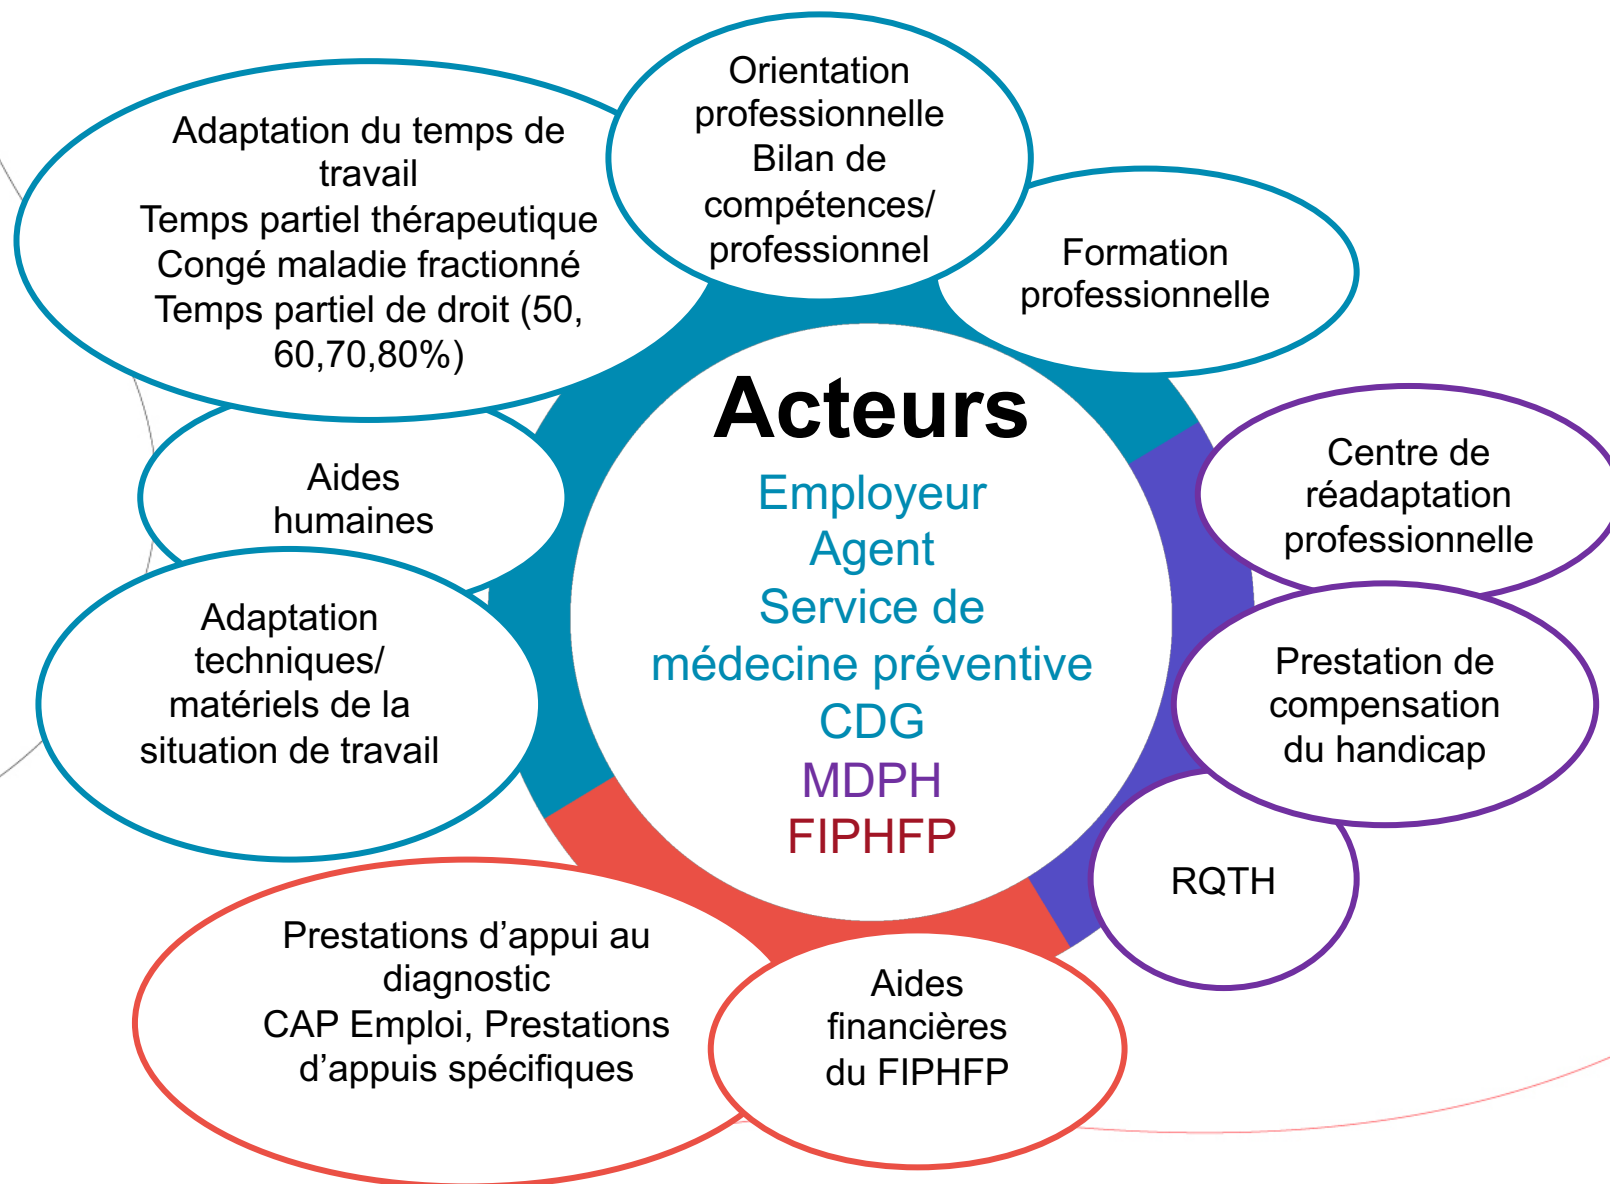 Orientation
professionnelle
Bilan de
compétences/
professionnel
Adaptation du temps de
travail
Temps partiel thérapeutique
Congé maladie fractionné
Temps partiel de droit (50,
60,70,80%)
Formation
professionnelle
Aides
humaines
Adaptation
techniques/
matériels de la
situation de travail
Acteurs
Employeur
Agent
Service de
médecine préventive
CDG
MDPH
FIPHFP
Centre de
réadaptation
professionnelle
Prestation de
compensation
du handicap
RQTH
Prestations d’appui au
diagnostic
CAP Emploi, Prestations
d’appuis spécifiques
Aides
financières
du FIPHFP